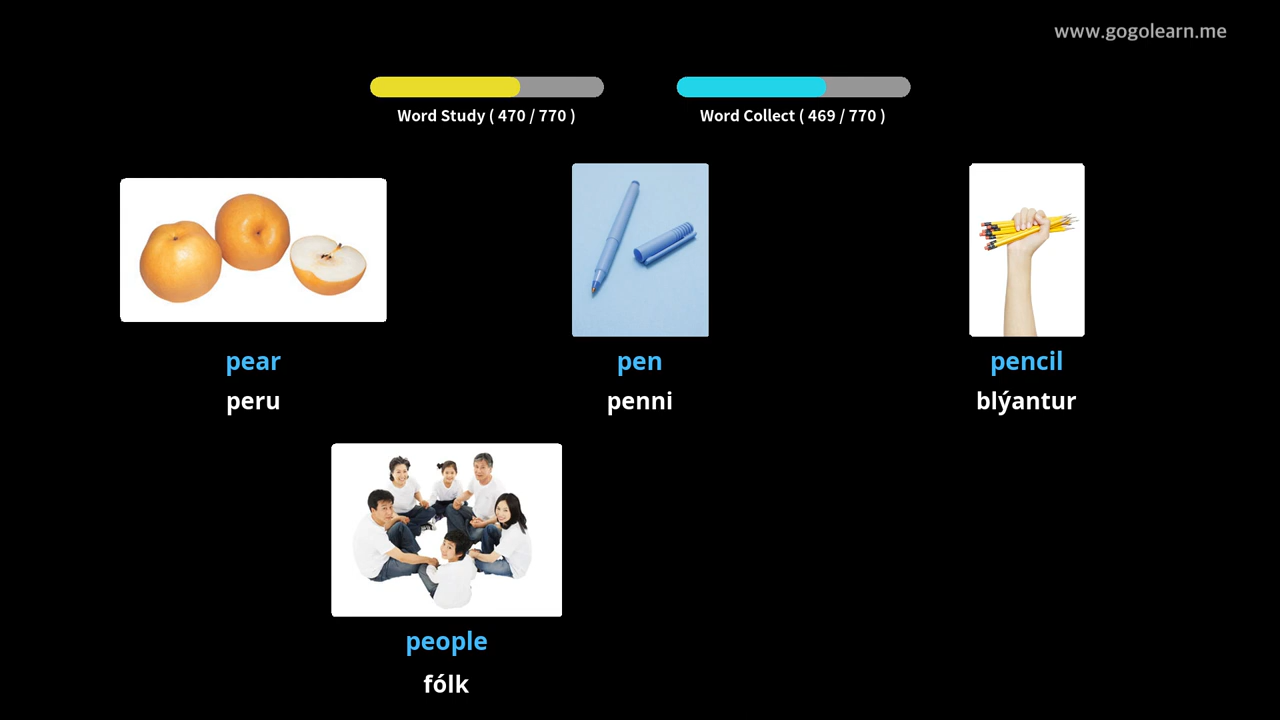 www.gogolearn.me
Word Study ( 470 / 770 )
Word Collect ( 469 / 770 )
pear
peru
pen
penni
pencil
blýantur
people
fólk